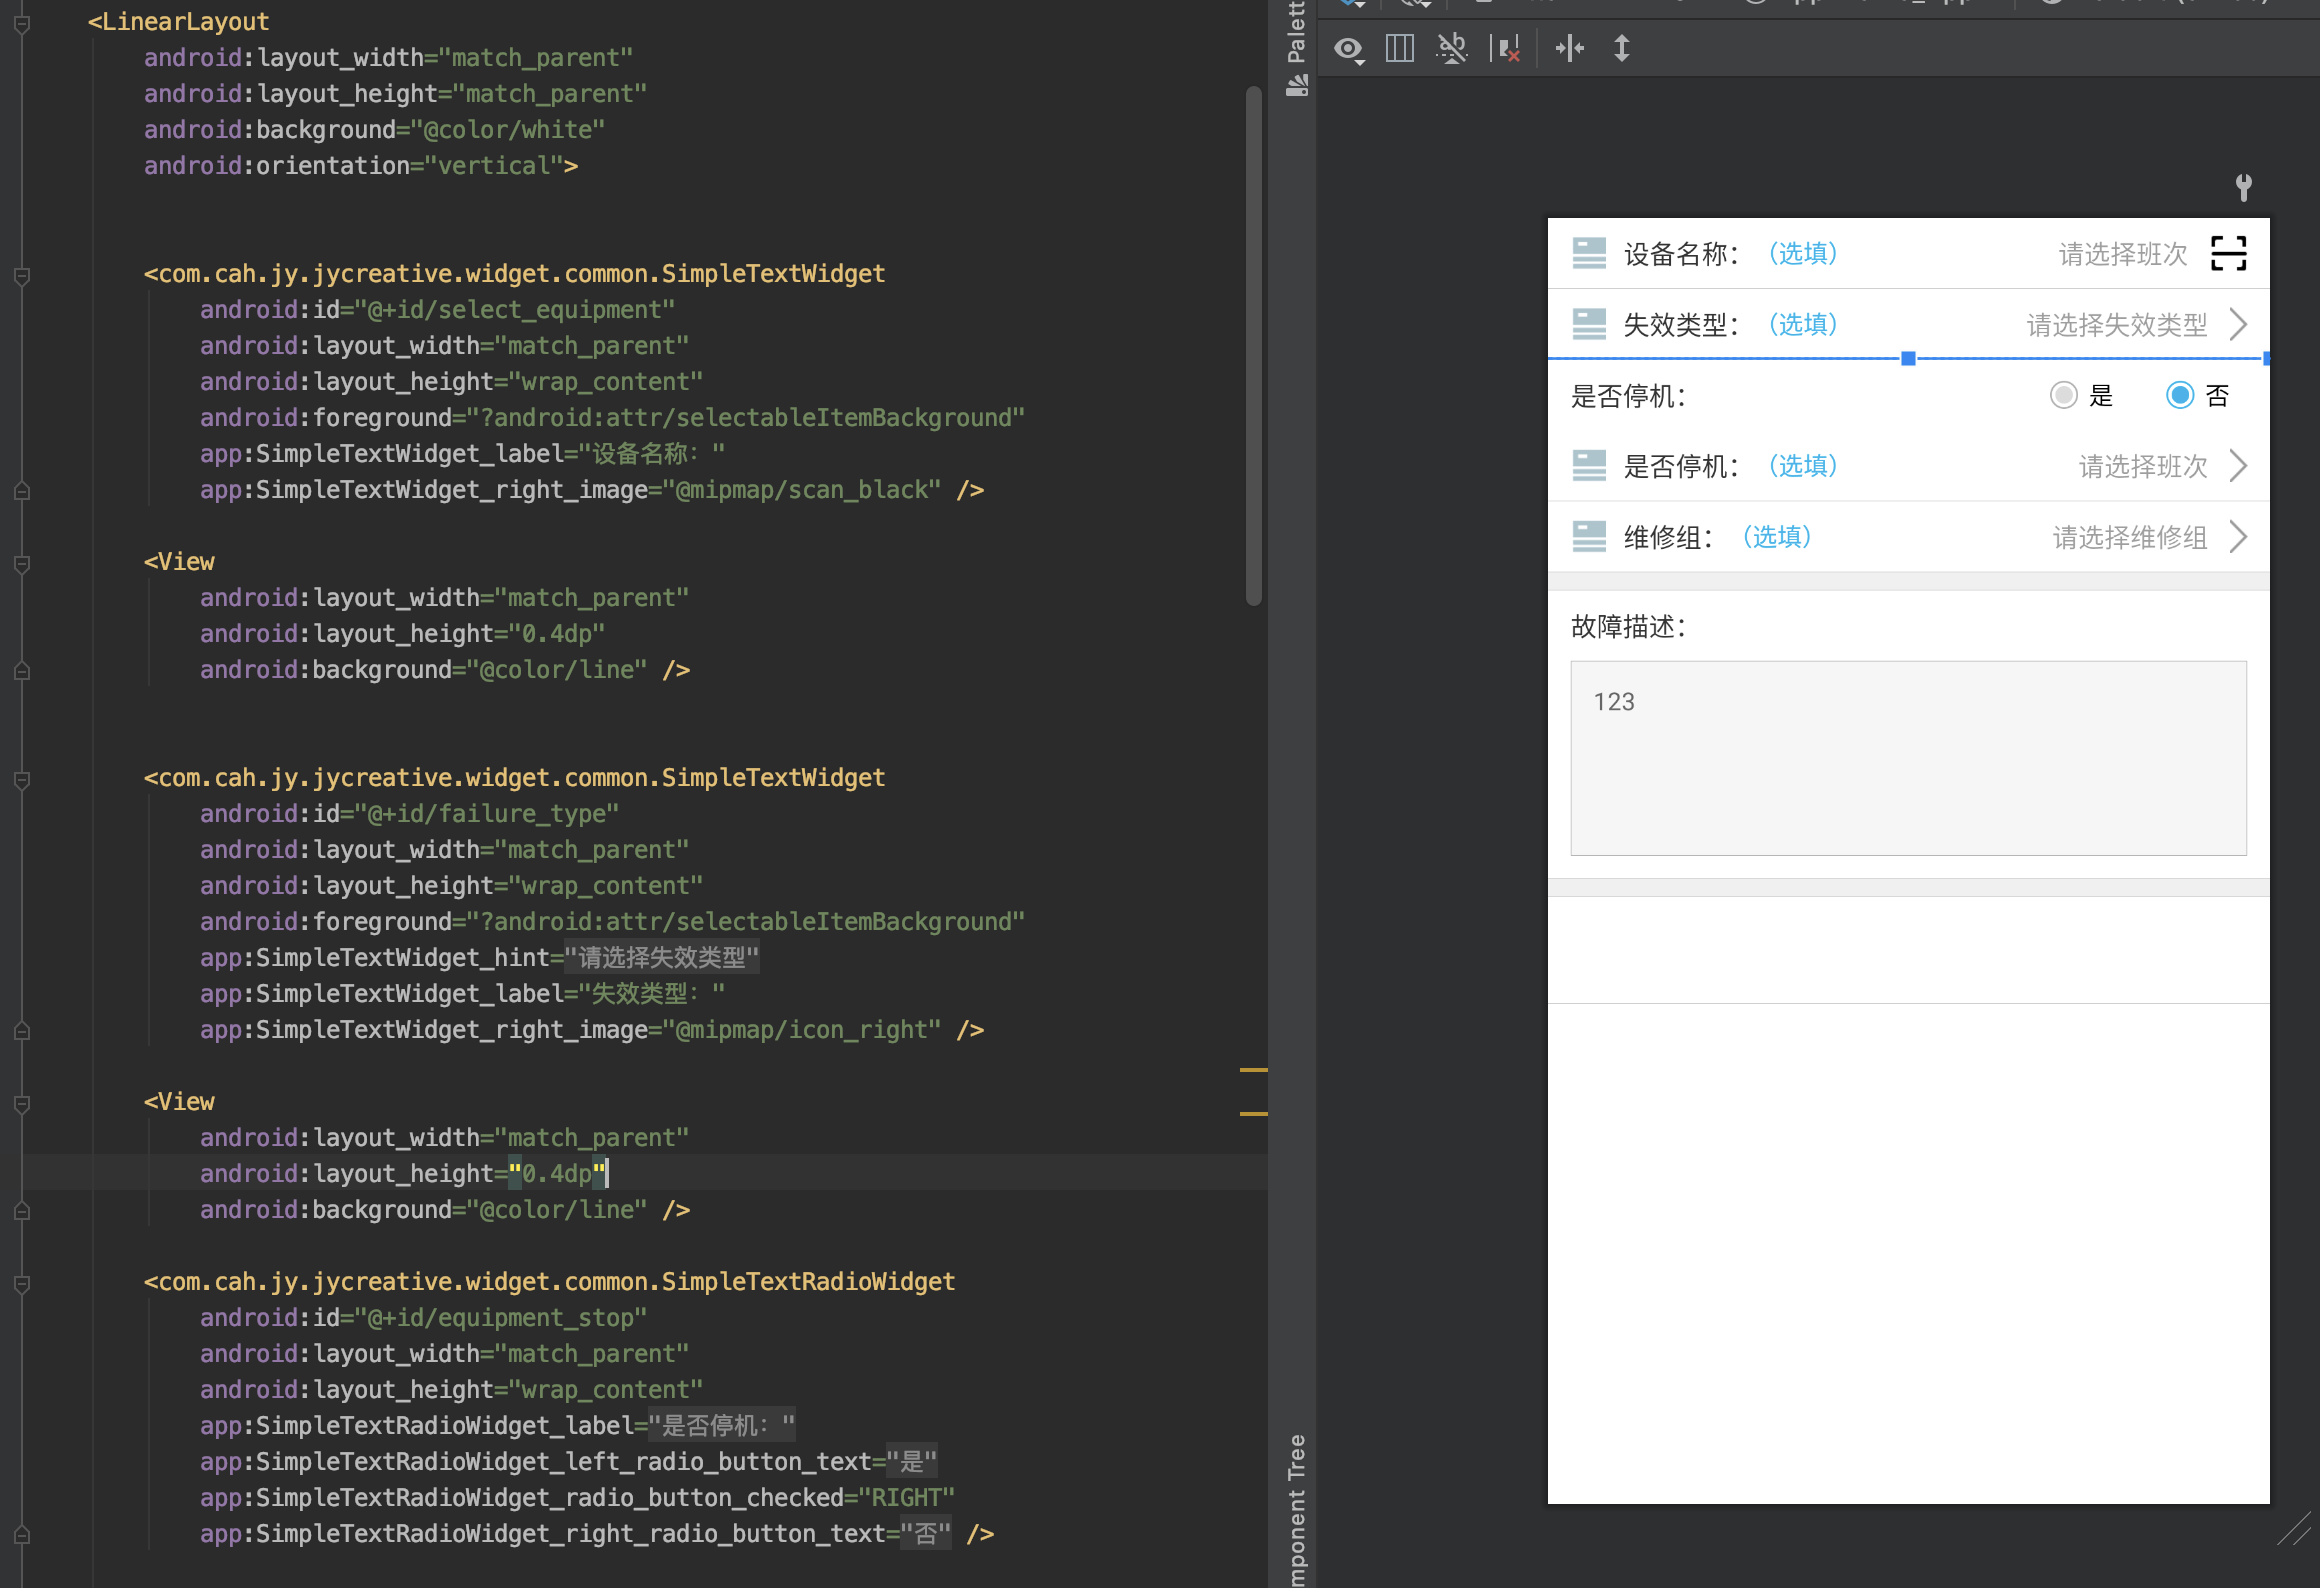 <LinearLayout
android:layout_width="match_parent"
android:layout_height="match_parent"
android:background="@color/white"
android:orientation="vertical">
<com.cah.jy.jycreative.widget.common.SimpleTextWidget
android:id="@+id/select_equipment"
android:layout_width="match_parent"
android:layout_height="wrap_content"
android:foreground="?android:attr/selectableItemBackground"
app:SimpleTextWidget_label="设备名称："
app:SimpleTextWidget_right_image="@mipmap/scan_black" />
<View
android:layout_width="match_parent"
android:layout_height="0.4dp"
android:background="@color/line" />
<com.cah.jy.jycreative.widget.common.SimpleTextWidget
android:id="@+id/failure_type"
android:layout_width="match_parent"
android:layout_height="wrap_content"
android:foreground="?android:attr/selectableItemBackground"
app:SimpleTextWidget_hint="请选择失效类型"
app:SimpleTextWidget_label="失效类型："
app:SimpleTextWidget_right_image="@mipmap/icon_right" />
<View
android:layout_width="match_parent"
android:layout_height="0.4dp"
android:background="@color/line" />
<com.cah.jy.jycreative.widget.common.SimpleTextRadioWidget
android:id="@+id/equipment_stop"
android:layout_width="match_parent"
android:layout_height="wrap_content"
app:SimpleTextRadioWidget_label="是否停机："
app:SimpleTextRadioWidget_left_radio_button_text="是"
app:SimpleTextRadioWidget_radio_button_checked="RIGHT"
app:SimpleTextRadioWidget_right_radio_button_text="否" />
Palett
mponent Tree
ab
设备名称：（选填） 请选择班次
失效类型：（选填） 请选择失效类型
是否停机： 是 否
是否停机：（选填） 请选择班次
维修组：（选填） 请选择维修组
故障描述：
123